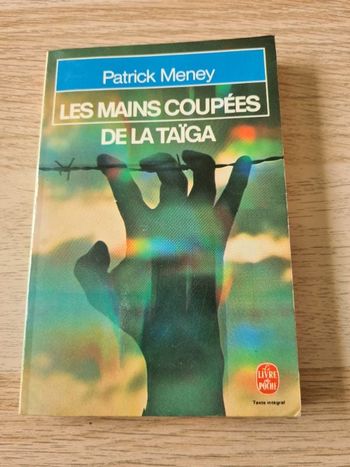 Patrick Meney
LES MAINS COUPÉES
DE LA TAÏGA
Le
LIVRE
de
POCHE
Texte intégral